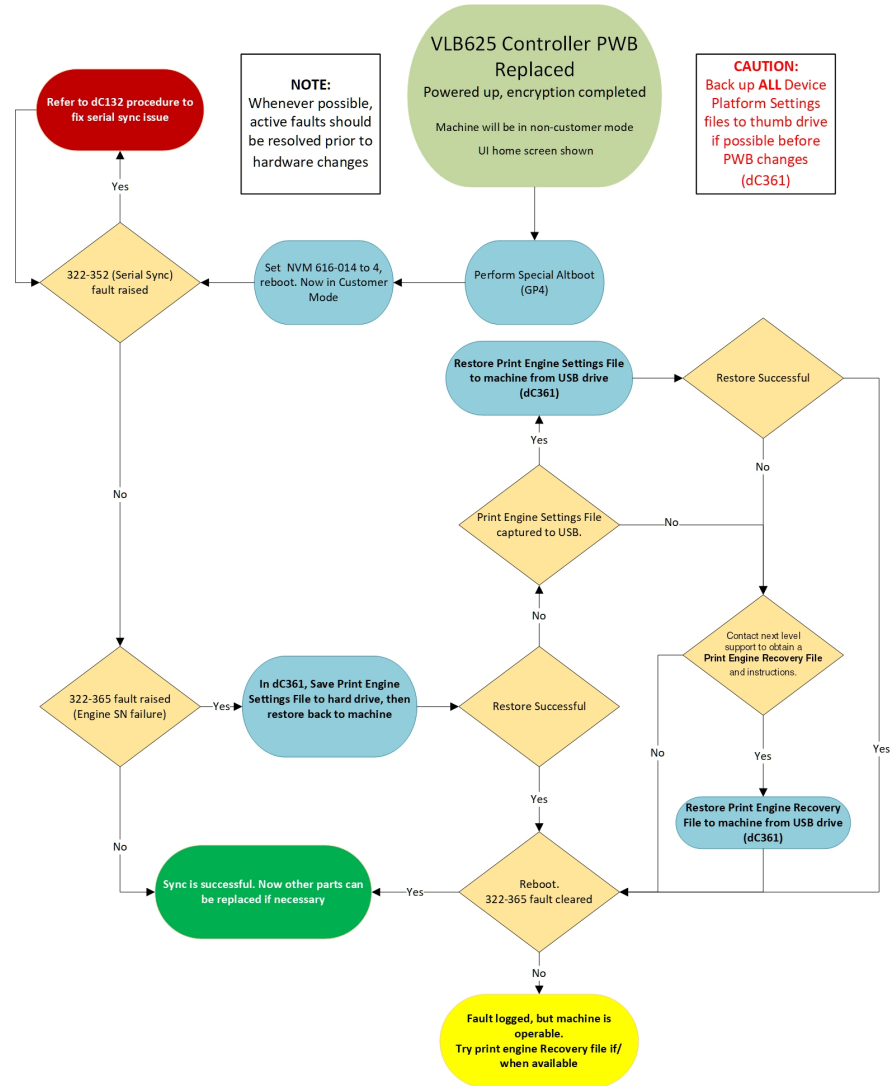 VLB625 Controller PWB
Replaced
Powered up, encryption completed
Machine will be in non-customer mode
UI home screen shown
NOTE:
Whenever possible,
active faults should
be resolved prior to
hardware changes
CAUTION:
Back up ALL Device
Platform Settings
files to thumb drive
if possible before
PWB changes
(dC361)
Refer to dC132 procedure to
fix serial sync issue
Yes
322-352 (Serial Sync)
fault raised
Set  NVM 616-014 to 4,
reboot. Now in Customer
Mode
Perform Special Altboot
(GP4)
Restore Print Engine Settings File
to machine from USB drive
(dC361)
Restore Successful
Yes
No
No
Print Engine Settings File
captured to USB.
No
No
Contact next level
support to obtain a
Print Engine Recovery File
and instructions.
322-365 fault raised
(Engine SN failure)
Yes
In dC361, Save Print Engine
Settings File to hard drive, then
restore back to machine
Restore Successful
No
Yes
Yes
Yes
Restore Print Engine Recovery
File to machine from USB drive
(dC361)
No
Sync is successful. Now other parts can
be replaced if necessary
Yes
Reboot.
322-365 fault cleared
No
Fault logged, but machine is
operable.
Try print engine Recovery file if/
when available